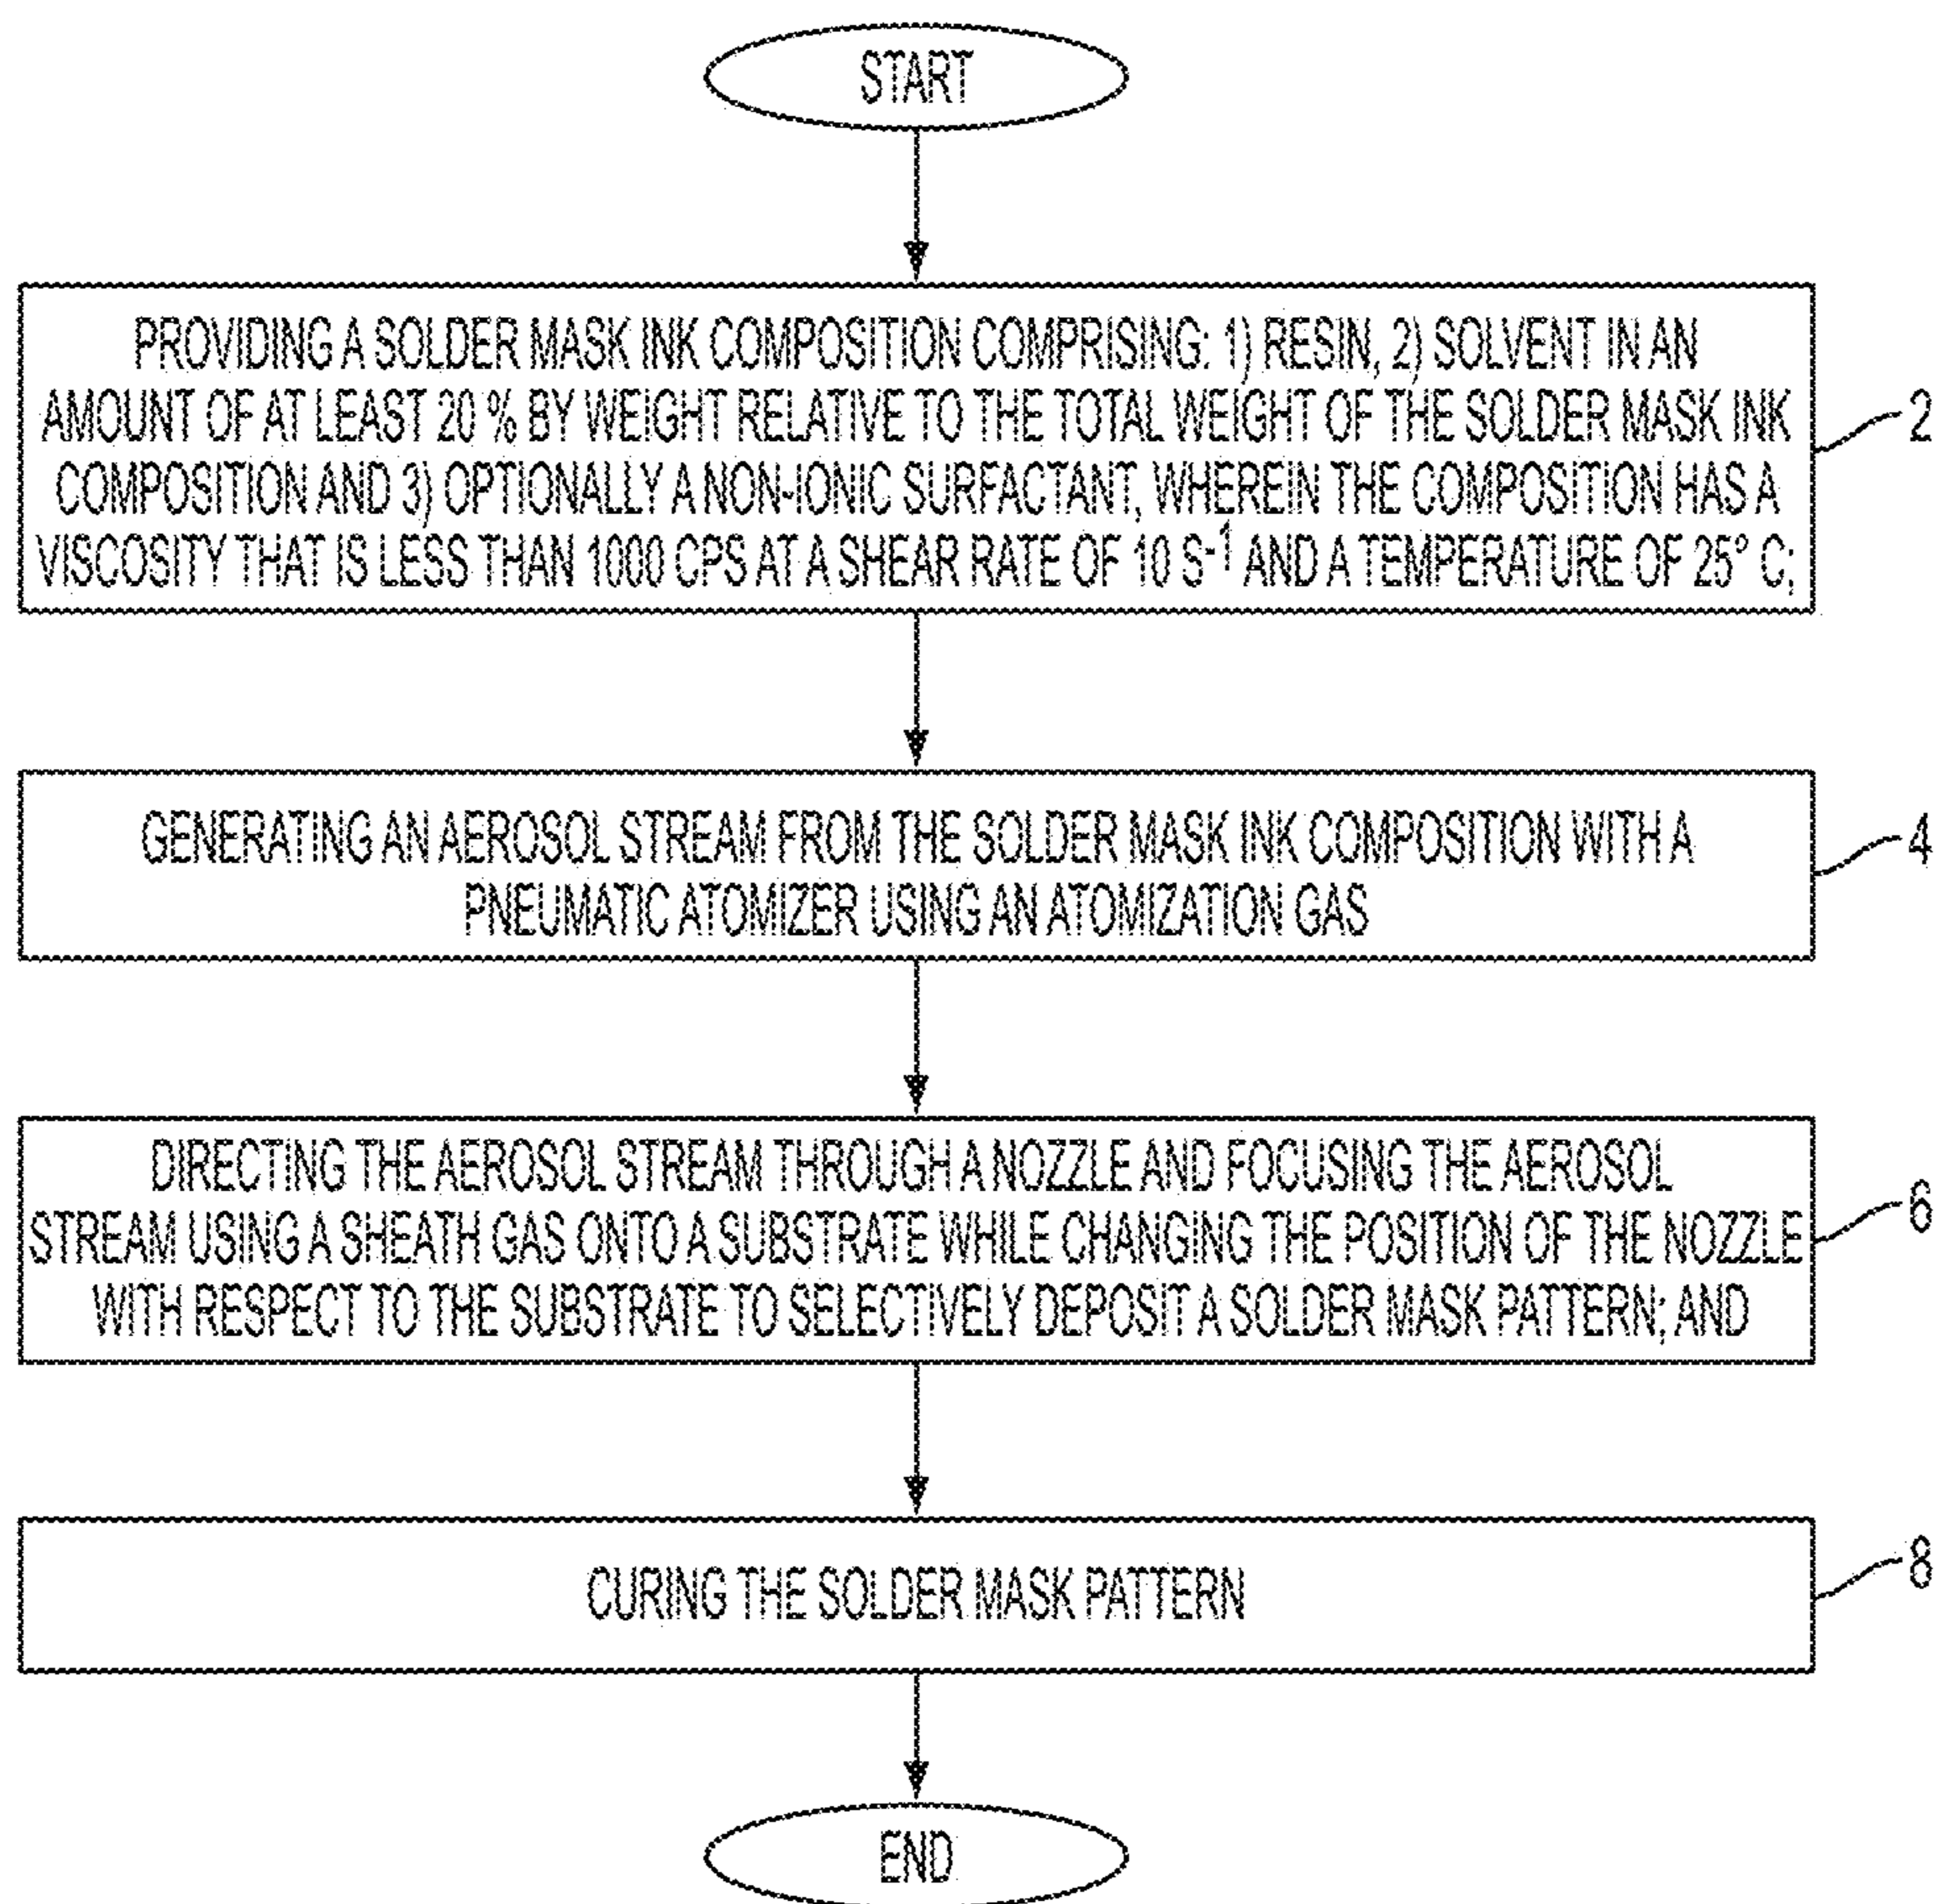 START
PROVIDING A SOLDER MASK INK COMPOSITION COMPRISING: 1) RESIN, 2) SOLVENT IN AN
AMOUNT OF AT LEAST 20 % BY WEIGHT RELATIVE TO THE TOTAL WEIGHT OF THE SOLDER MASK INK
COMPOSITION AND 3) OPTIONALLY A NON-IONIC SURFACTANT, WHEREIN THE COMPOSITION HAS A
VISCOSITY THAT IS LESS THAN 1000 CPS AT A SHEAR RATE OF 10 S⁻¹ AND A TEMPERATURE OF 25° C;
2
GENERATING AN AEROSOL STREAM FROM THE SOLDER MASK INK COMPOSITION WITH A
PNEUMATIC ATOMIZER USING AN ATOMIZATION GAS
4
DIRECTING THE AEROSOL STREAM THROUGH A NOZZLE AND FOCUSING THE AEROSOL
STREAM USING A SHEATH GAS ONTO A SUBSTRATE WHILE CHANGING THE POSITION OF THE NOZZLE
WITH RESPECT TO THE SUBSTRATE TO SELECTIVELY DEPOSIT A SOLDER MASK PATTERN; AND
6
CURING THE SOLDER MASK PATTERN
8
END